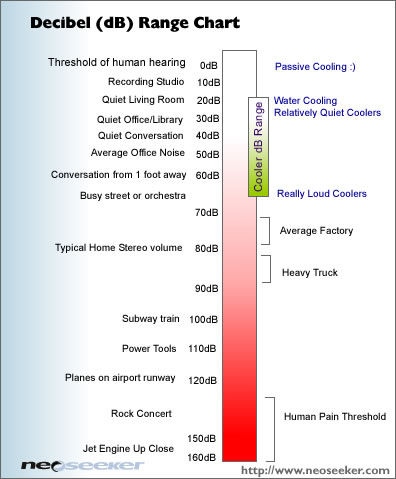 Decibel (dB) Range Chart
Threshold of human hearing 0dB Passive Cooling :)
Recording Studio 10dB
Quiet Living Room 20dB Water Cooling
Relatively Quiet Coolers
Quiet Office/Library 30dB
Quiet Conversation 40dB
Cooler dB Range
Average Office Noise 50dB
Conversation from 1 foot away 60dB
Busy street or orchestra Really Loud Coolers
70dB
Average Factory
Typical Home Stereo volume 80dB
Heavy Truck
90dB
Subway train 100dB
Power Tools 110dB
Planes on airport runway 120dB
Rock Concert Human Pain Threshold
150dB
Jet Engine Up Close 160dB
neoseeker http://www.neoseeker.com